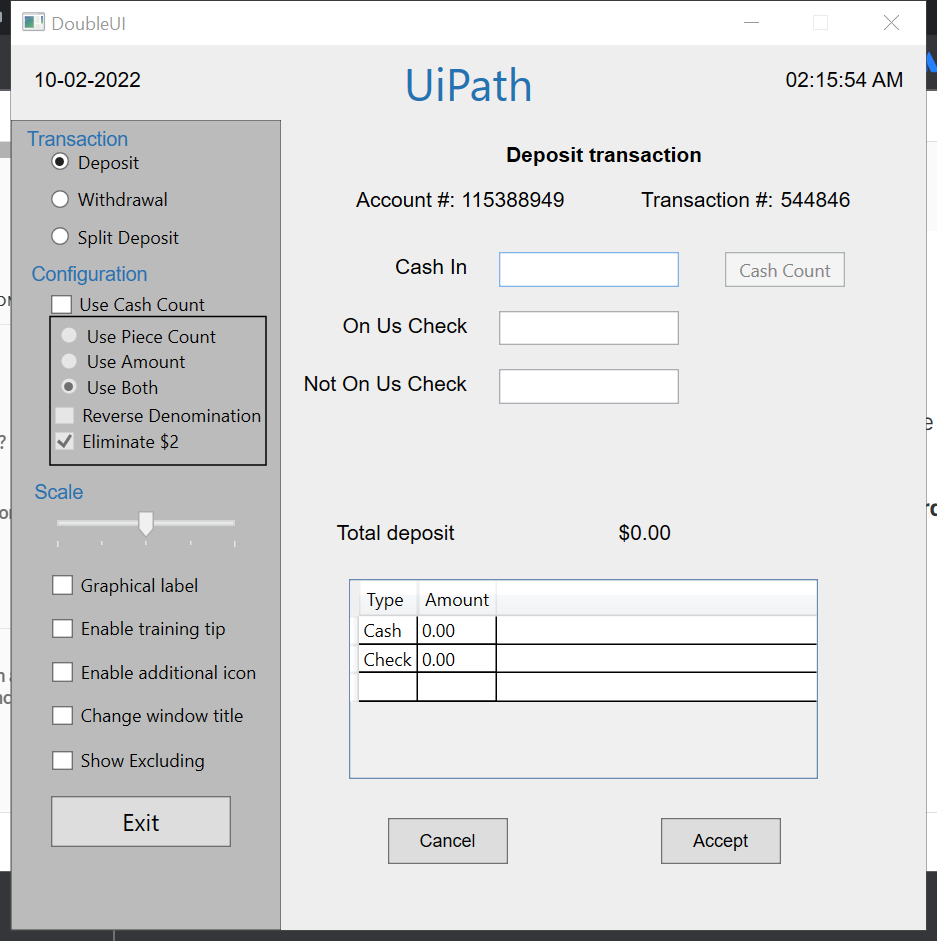 DoubleUI
10-02-2022
UiPath
02:15:54 AM
Transaction
Deposit
Withdrawal
Split Deposit
Configuration
Use Cash Count
Use Piece Count
Use Amount
Use Both
Reverse Denomination
Eliminate $2
Scale
Graphical label
Enable training tip
Enable additional icon
Change window title
Show Excluding
Exit
Deposit transaction
Account #: 115388949 Transaction #: 544846
Cash In
Cash Count
On Us Check
Not On Us Check
Total deposit $0.00
Type Amount
Cash 0.00
Check 0.00
Cancel Accept